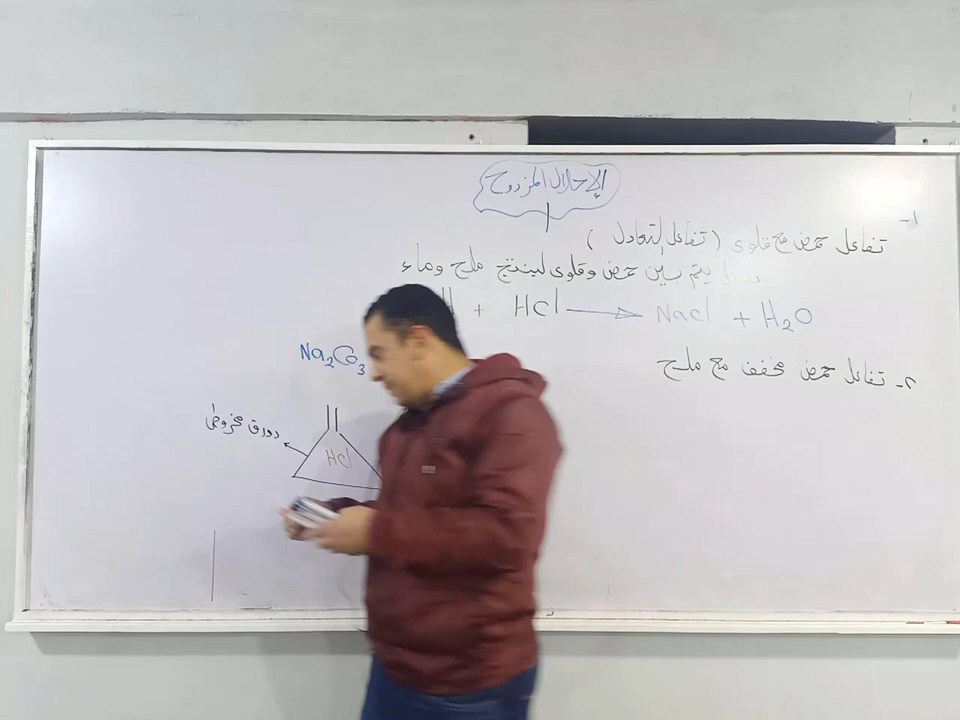 الإحلال المزدوج
١-
تفاعل حمض مع قلوى ( تفاعل التعادل )
يتم بين حمض وقلوى لينتج ملح وماء
+ HCl → Nacl + H₂O
٢- تفاعل حمض مخفف مع ملح
Na₂Co₃
دورق مخروطى
HCl